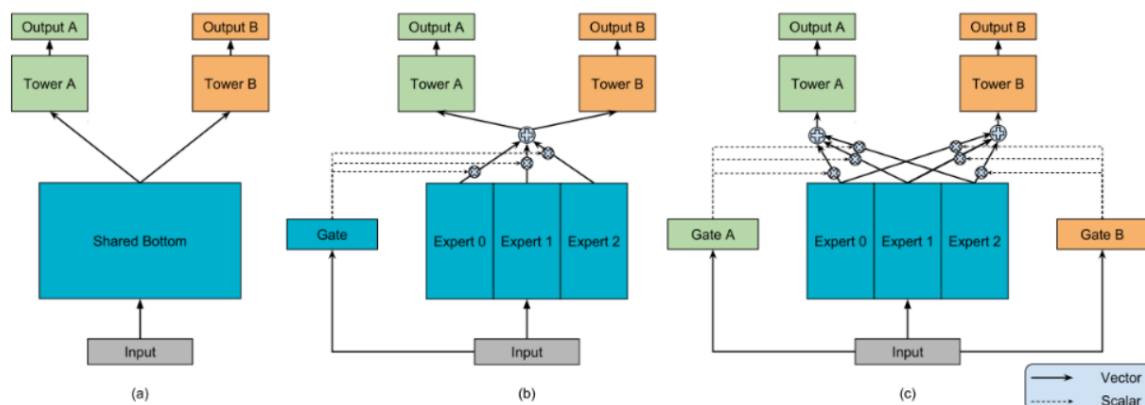 Output A
Output B
Tower A
Tower B
Shared Bottom
Input
(a)
Output A
Output B
Tower A
Tower B
Gate
Expert 0
Expert 1
Expert 2
Input
(b)
Output A
Output B
Tower A
Tower B
Gate A
Expert 0
Expert 1
Expert 2
Gate B
Input
(c)
Vector
Scalar